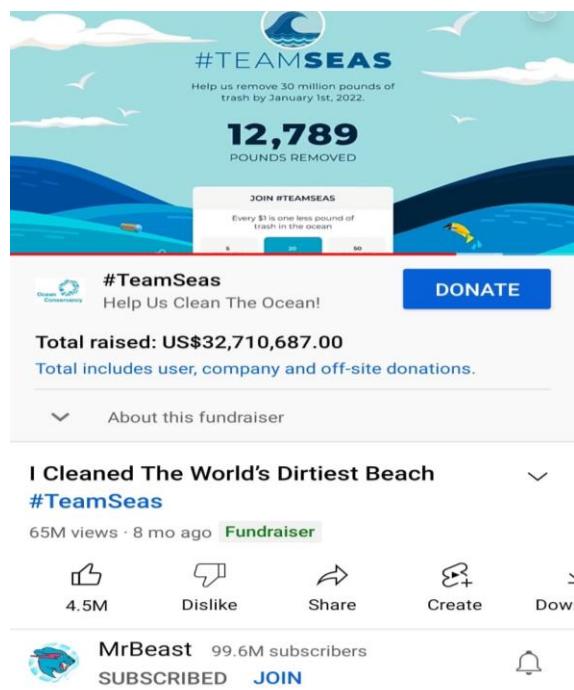 #TEAMSEAS
Help us remove 30 million pounds of
trash by January 1st, 2022.
12,789
POUNDS REMOVED
JOIN #TEAMSEAS
Every $1 is one less pound of
trash in the ocean
5 20 50
Ocean
Conservancy
#TeamSeas
Help Us Clean The Ocean!
DONATE
Total raised: US$32,710,687.00
Total includes user, company and off-site donations.
About this fundraiser
I Cleaned The World's Dirtiest Beach
#TeamSeas
65M views · 8 mo ago Fundraiser
4.5M Dislike Share Create Dow
MrBeast 99.6M subscribers
SUBSCRIBED JOIN